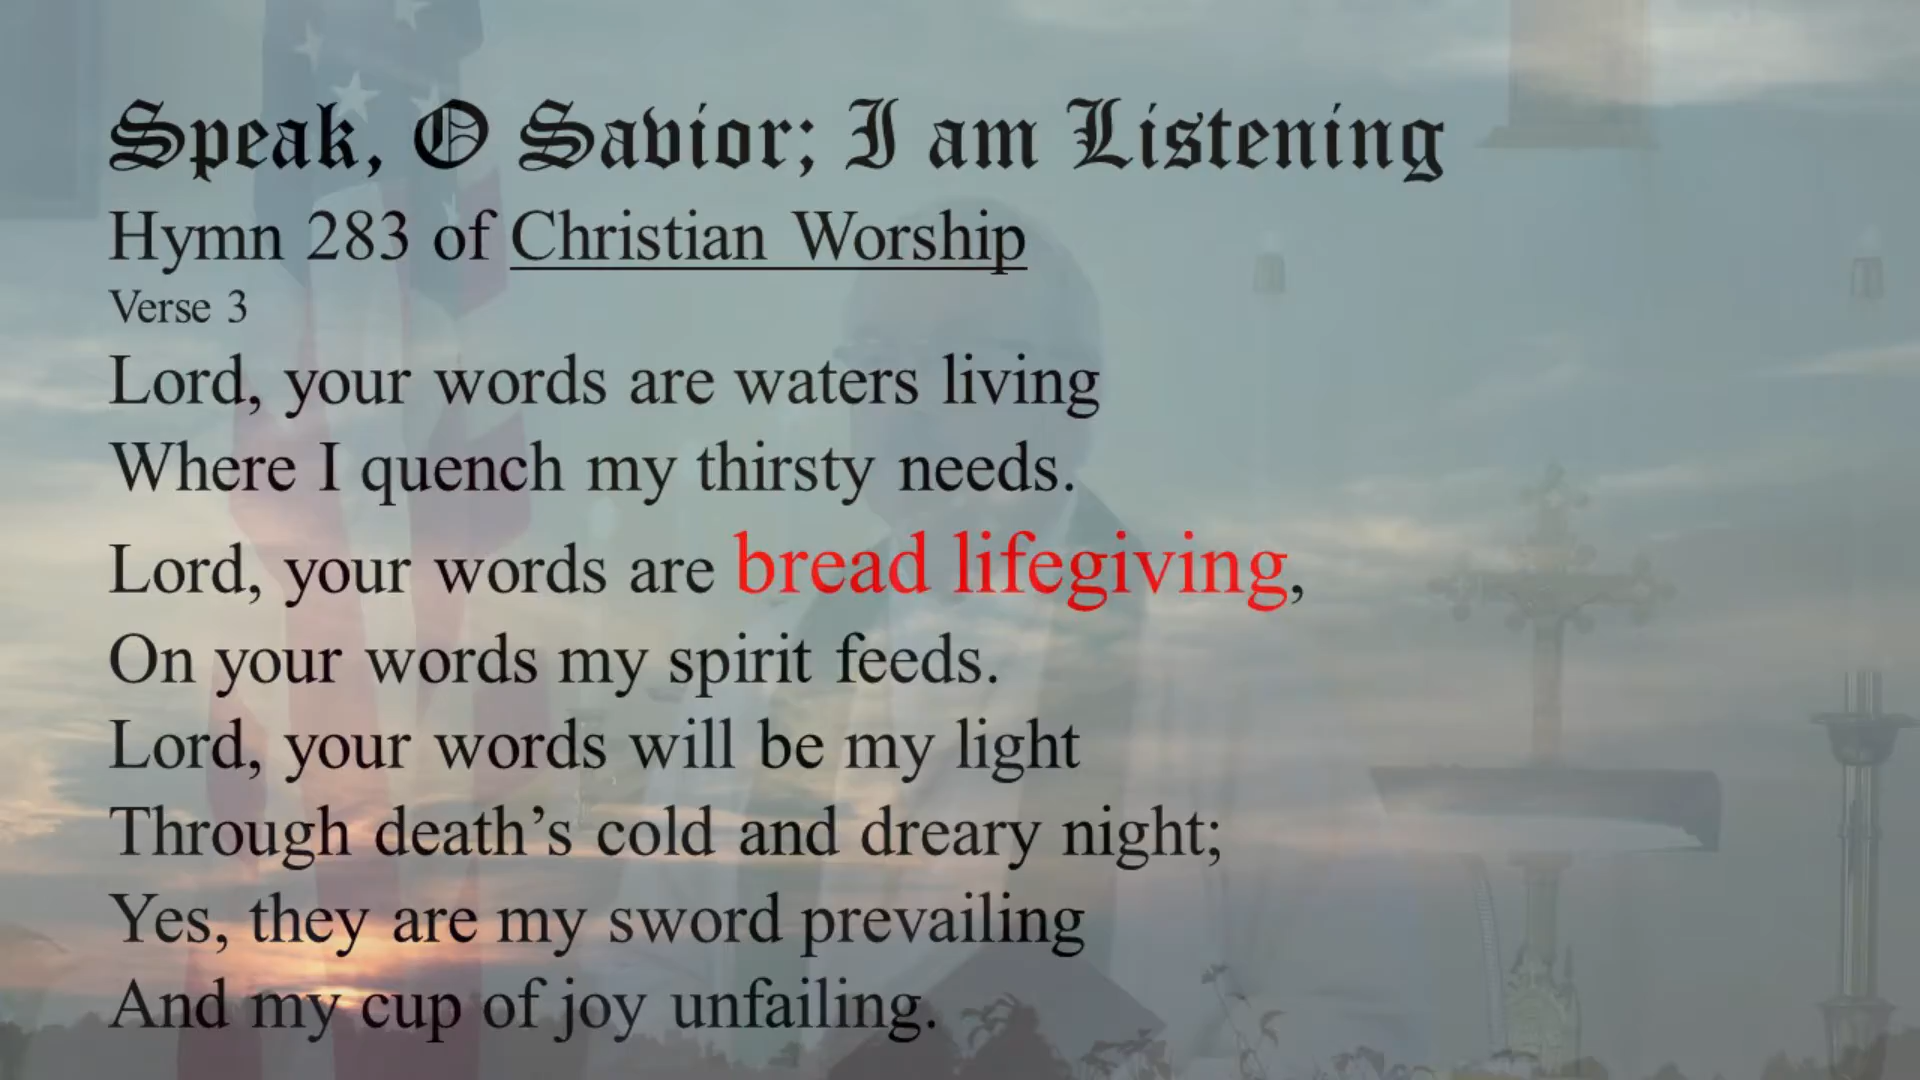 Speak, O Savior; I am Listening
Hymn 283 of Christian Worship
Verse 3
Lord, your words are waters living
Where I quench my thirsty needs.
Lord, your words are bread lifegiving,
On your words my spirit feeds.
Lord, your words will be my light
Through death’s cold and dreary night;
Yes, they are my sword prevailing
And my cup of joy unfailing.